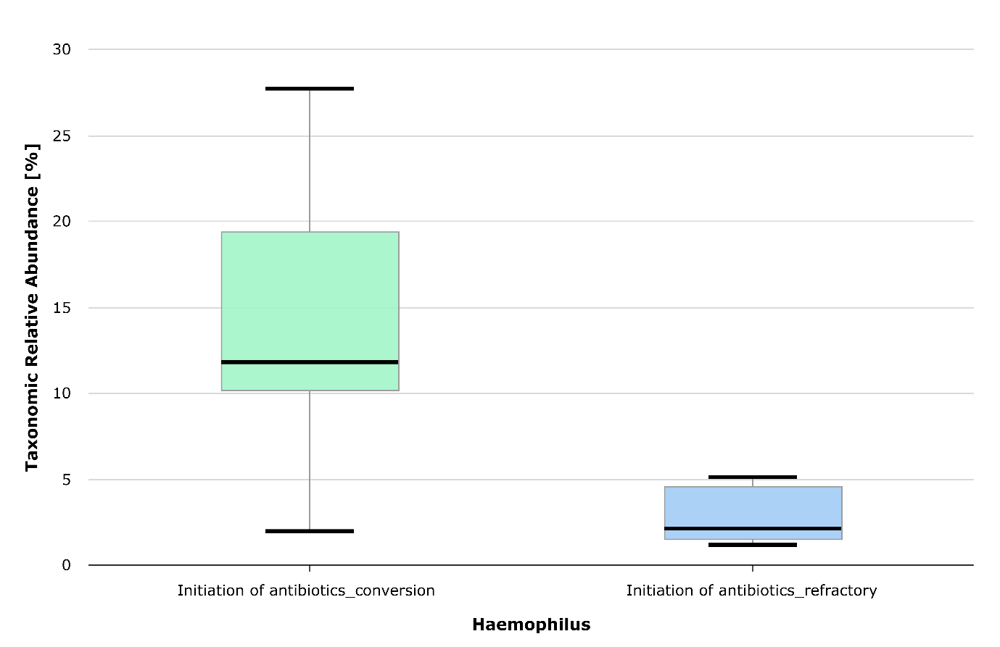 Taxonomic Relative Abundance [%]
30
25
20
15
10
5
0
Initiation of antibiotics_conversion
Initiation of antibiotics_refractory
Haemophilus